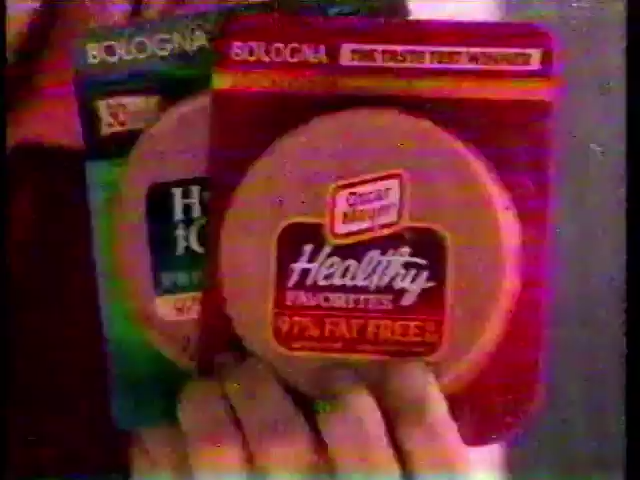 BOLOGNA
BOLOGNA THE TASTE TEST WINNER
Oscar
Mayer
Healthy
FAVORITES
97% FAT FREE
H